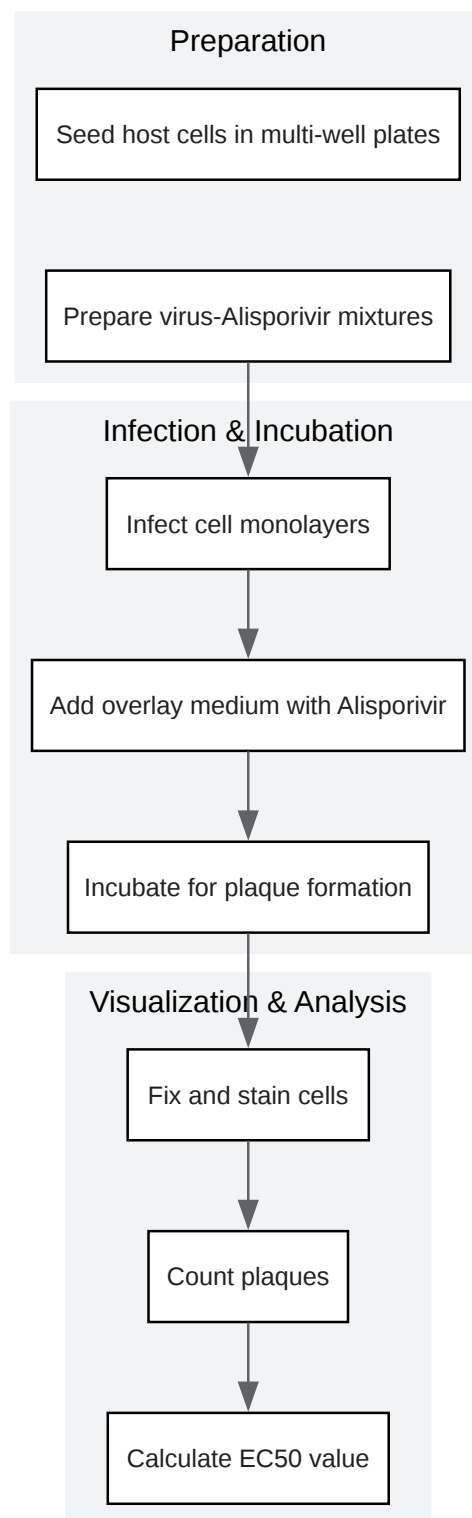 Preparation
Seed host cells in multi-well plates
Prepare virus-Alisporivir mixtures
Infection & Incubation
Infect cell monolayers
Add overlay medium with Alisporivir
Incubate for plaque formation
Visualization & Analysis
Fix and stain cells
Count plaques
Calculate EC50 value